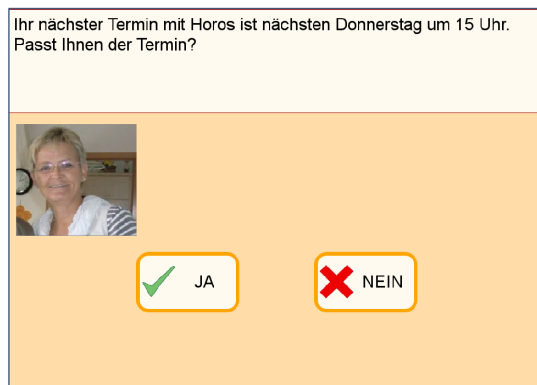 Ihr nächster Termin mit Horos ist nächsten Donnerstag um 15 Uhr.
Passt Ihnen der Termin?
JA
NEIN